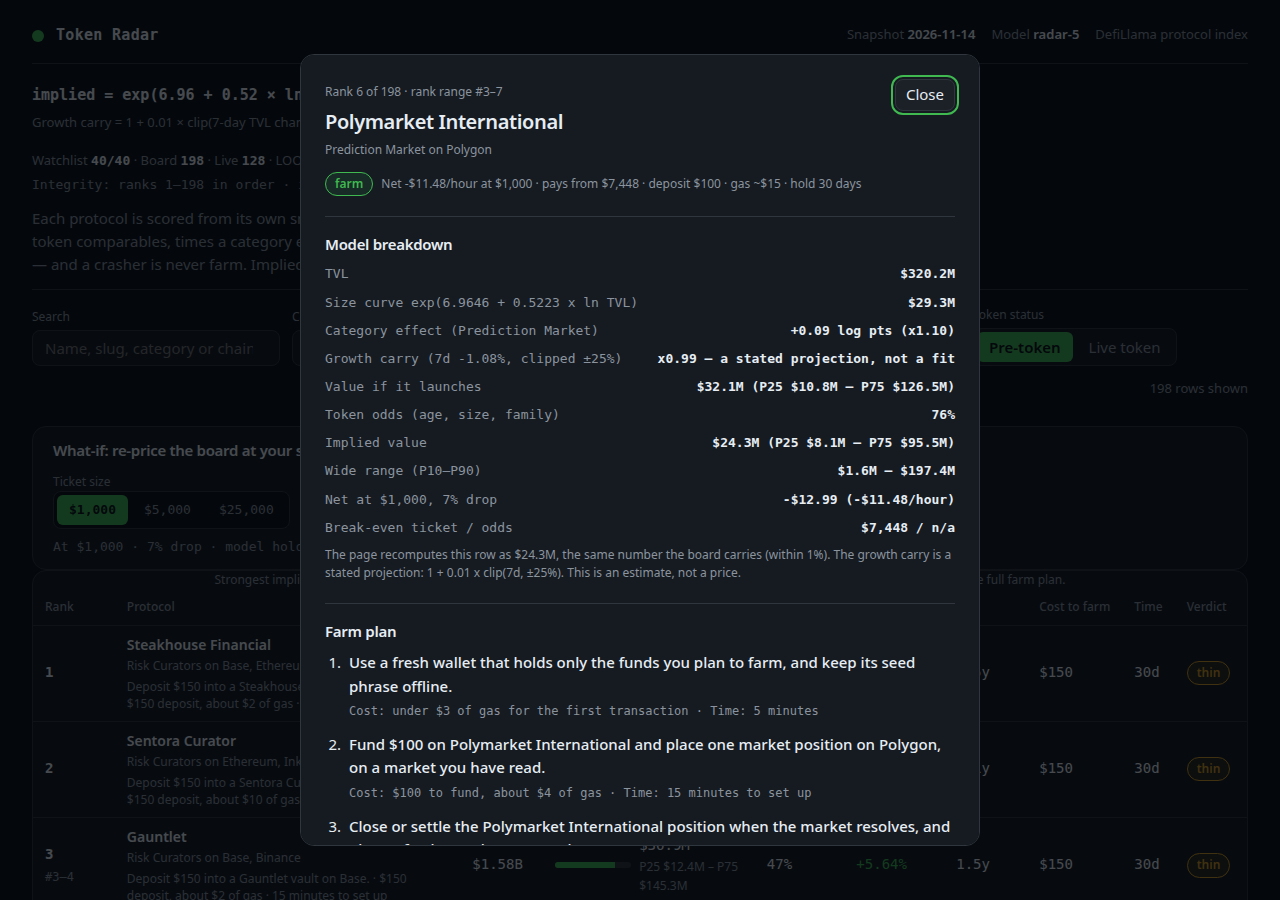 Token Radar
Snapshot 2026-11-14 Model radar-5 DefiLlama protocol index
implied = exp(6.96 + 0.52 × ln
Growth carry = 1 + 0.01 × clip(7-day TVL chan
Watchlist 40/40 · Board 198 · Live 128 · LOC
Integrity: ranks 1–198 in order ·
Each protocol is scored from its own sn
token comparables, times a category e
— and a crasher is never farm. Implied
Search
Name, slug, category or chain
oken status
Pre-token Live token
198 rows shown
What-if: re-price the board at your s
Ticket size
$1,000 $5,000 $25,000
At $1,000 · 7% drop · model hold
Strongest impli
e full farm plan.
Rank Protocol Cost to farm Time Verdict
1
Steakhouse Financial
Risk Curators on Base, Ethereu
Deposit $150 into a Steakhouse
$150 deposit, about $2 of gas ·
y $150 30d thin
2
Sentora Curator
Risk Curators on Ethereum, Ink
Deposit $150 into a Sentora Cu
$150 deposit, about $10 of gas
y $150 30d thin
3
#3–4
Gauntlet
Risk Curators on Base, Binance
Deposit $150 into a Gauntlet vault on Base. · $150
deposit, about $2 of gas · 15 minutes to set up
$1.58B
P25 $12.4M – P75
$145.3M
47% +5.64% 1.5y $150 30d thin
Rank 6 of 198 · rank range #3–7
Close
Polymarket International
Prediction Market on Polygon
farm Net -$11.48/hour at $1,000 · pays from $7,448 · deposit $100 · gas ~$15 · hold 30 days
Model breakdown
TVL $320.2M
Size curve exp(6.9646 + 0.5223 x ln TVL) $29.3M
Category effect (Prediction Market) +0.09 log pts (x1.10)
Growth carry (7d -1.08%, clipped ±25%) x0.99 — a stated projection, not a fit
Value if it launches $32.1M (P25 $10.8M — P75 $126.5M)
Token odds (age, size, family) 76%
Implied value $24.3M (P25 $8.1M — P75 $95.5M)
Wide range (P10–P90) $1.6M — $197.4M
Net at $1,000, 7% drop -$12.99 (-$11.48/hour)
Break-even ticket / odds $7,448 / n/a
The page recomputes this row as $24.3M, the same number the board carries (within 1%). The growth carry is a
stated projection: 1 + 0.01 x clip(7d, ±25%). This is an estimate, not a price.
Farm plan
1. Use a fresh wallet that holds only the funds you plan to farm, and keep its seed
phrase offline.
Cost: under $3 of gas for the first transaction · Time: 5 minutes
2. Fund $100 on Polymarket International and place one market position on Polygon,
on a market you have read.
Cost: $100 to fund, about $4 of gas · Time: 15 minutes to set up
3. Close or settle the Polymarket International position when the market resolves, and